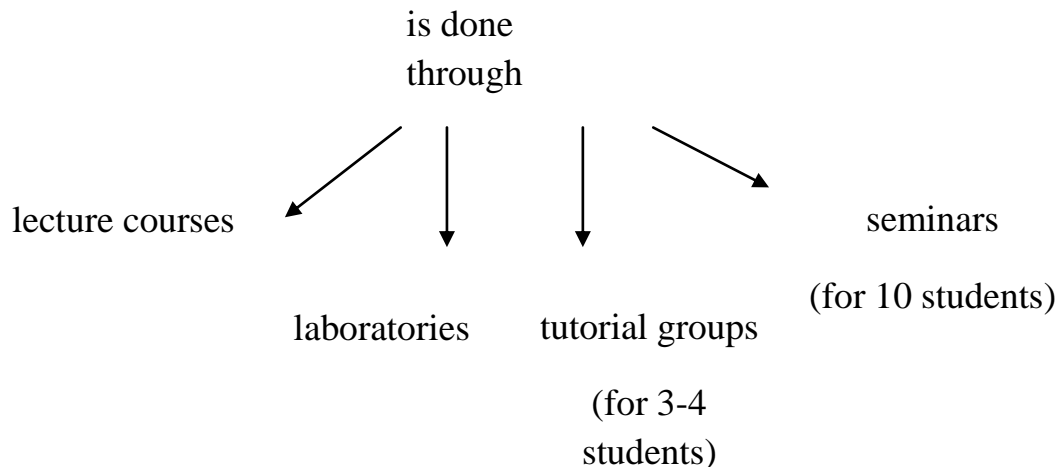 is done
through
lecture courses
seminars
(for 10 students)
laboratories
tutorial groups
(for 3-4
students)